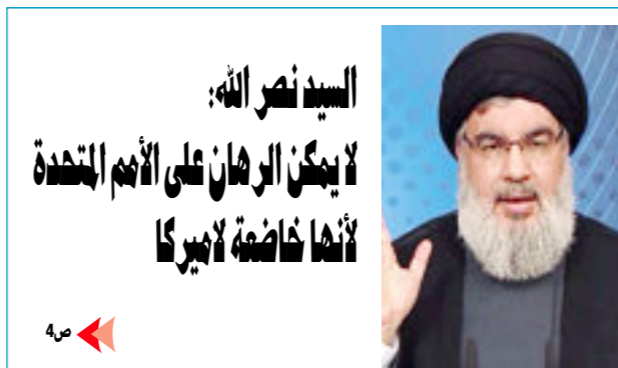 السيد نصر الله:
لا يمكن الرهان على الأمم المتحدة
لأنها خاضعة لاميركا
ص4